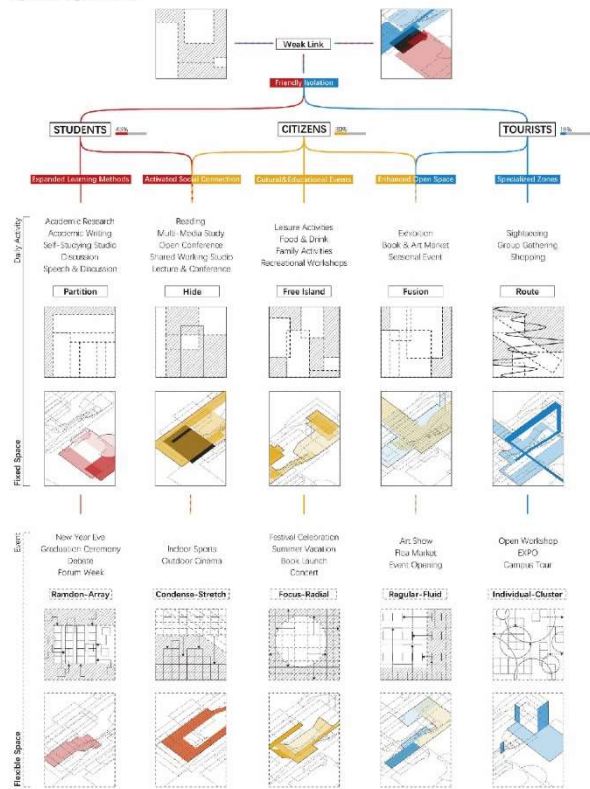 Weak Link
Friendly Isolation
STUDENTS
CITIZENS
TOURISTS
Expanded Learning Methods
Activated Social Connection
Cultural&Educational Events
Enhanced Open Space
Specialized Zones
Daily Activity
Academic Research
Academic Writing
Self-Studying Studio
Discussion
Speech & Discussion
Reading
Multi-Media Study
Open Conference
Shared Working Studio
Lecture & Conference
Leisure Activities
Food & Drink
Family Activities
Recreational Workshops
Exhibition
Book & Art Market
Seasonal Event
Sightseeing
Group Gathering
Shopping
Partition
Hide
Free Island
Fusion
Route
Fixed Space
Event
New Year Eve
Graduation Ceremony
Debate
Forum Week
Indoor Sports
Outdoor Cinema
Festival Celebration
Summer Vacation
Book Launch
Concert
Art Show
Flea Market
Event Opening
Open Workshop
EXPO
Campus Tour
Ramdon-Array
Condense-Stretch
Focus-Radial
Regular-Fluid
Individual-Cluster
Flexible Space